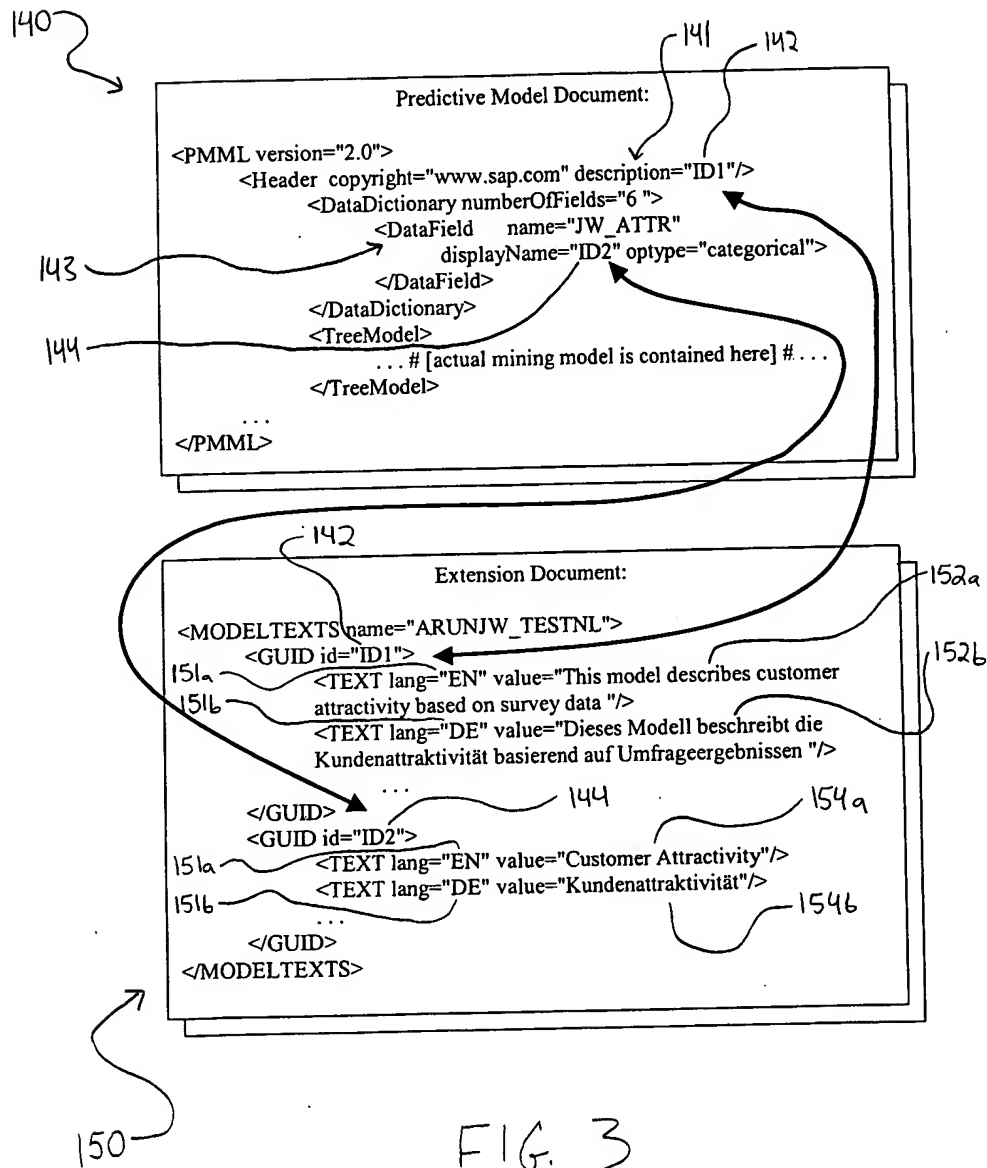 140
141
142
Predictive Model Document:
<PMML version="2.0">
<Header copyright="www.sap.com" description="ID1"/>
<DataDictionary numberOfFields="6 ">
<DataField name="JW_ATTR"
143
displayName="ID2" optype="categorical">
</DataField>
</DataDictionary>
144
<TreeModel>
. . . # [actual mining model is contained here] # . . . .
</TreeModel>
. . .
</PMML>
142
Extension Document:
152a
<MODELTEXTS name="ARUNJW_TESTNL">
<GUID id="ID1">
152b
151a
<TEXT lang="EN" value="This model describes customer
151b
attractivity based on survey data "/>
<TEXT lang="DE" value="Dieses Modell beschreibt die
Kundenattraktivität basierend auf Umfrageergebnissen "/>
. . .
144
154a
</GUID>
<GUID id="ID2">
151a
<TEXT lang="EN" value="Customer Attractivity"/>
151b
<TEXT lang="DE" value="Kundenattraktivität"/>
154b
. . .
</GUID>
</MODELTEXTS>
150
FIG. 3